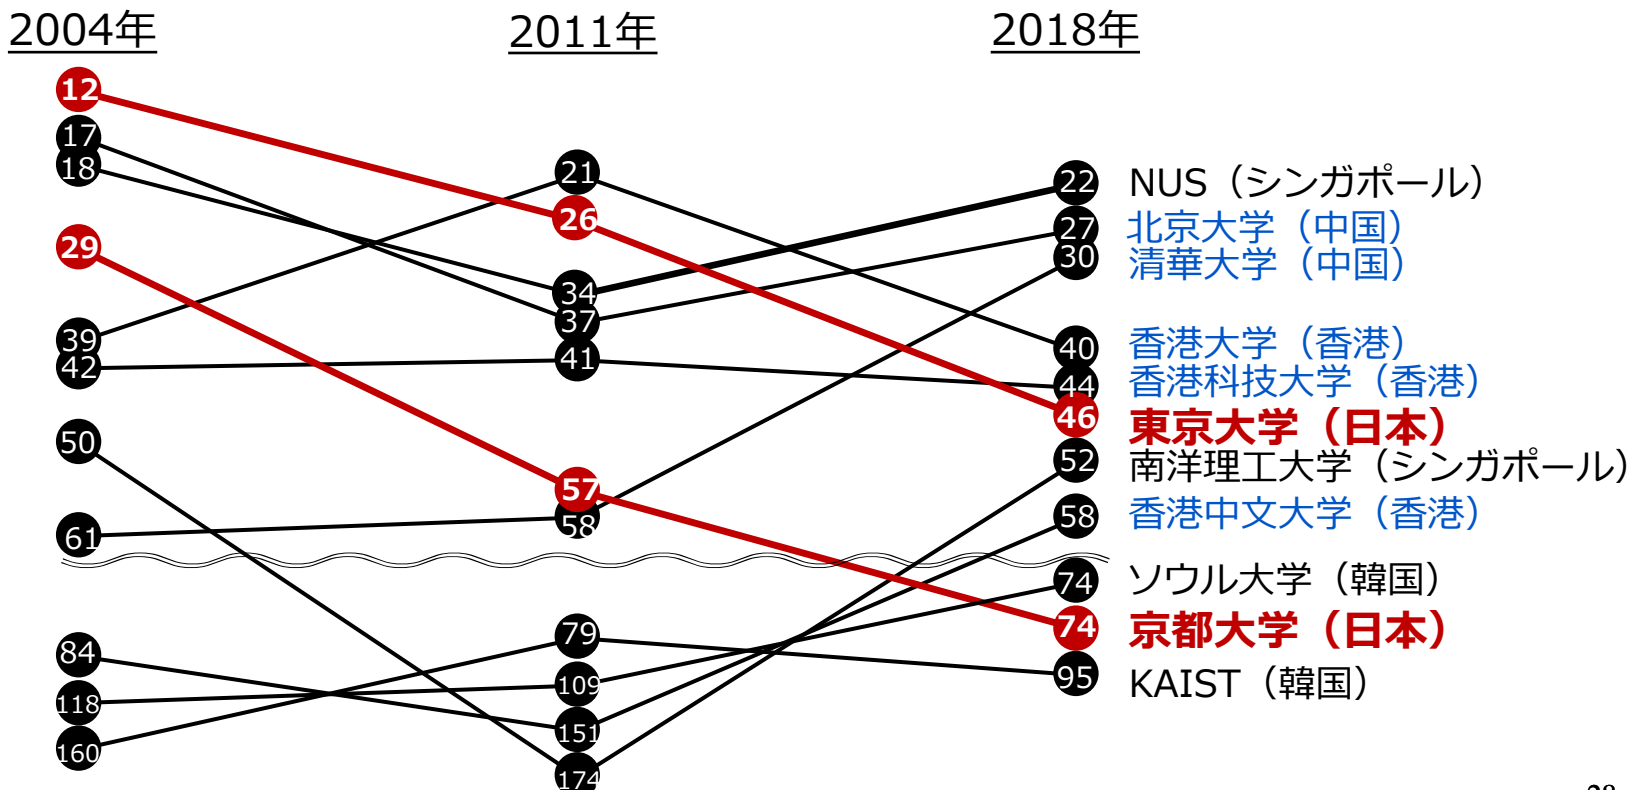 2004年 2011年 2018年
12
17
18
21
22 NUS（シンガポール）
26
27 北京大学（中国）
29
30 清華大学（中国）
34
37
39
40 香港大学（香港）
42
41
44 香港科技大学（香港）
46 東京大学（日本）
50
52 南洋理工大学（シンガポール）
57
58
58 香港中文大学（香港）
61
74 ソウル大学（韓国）
79
74 京都大学（日本）
84
95 KAIST（韓国）
109
118
151
160
174
28